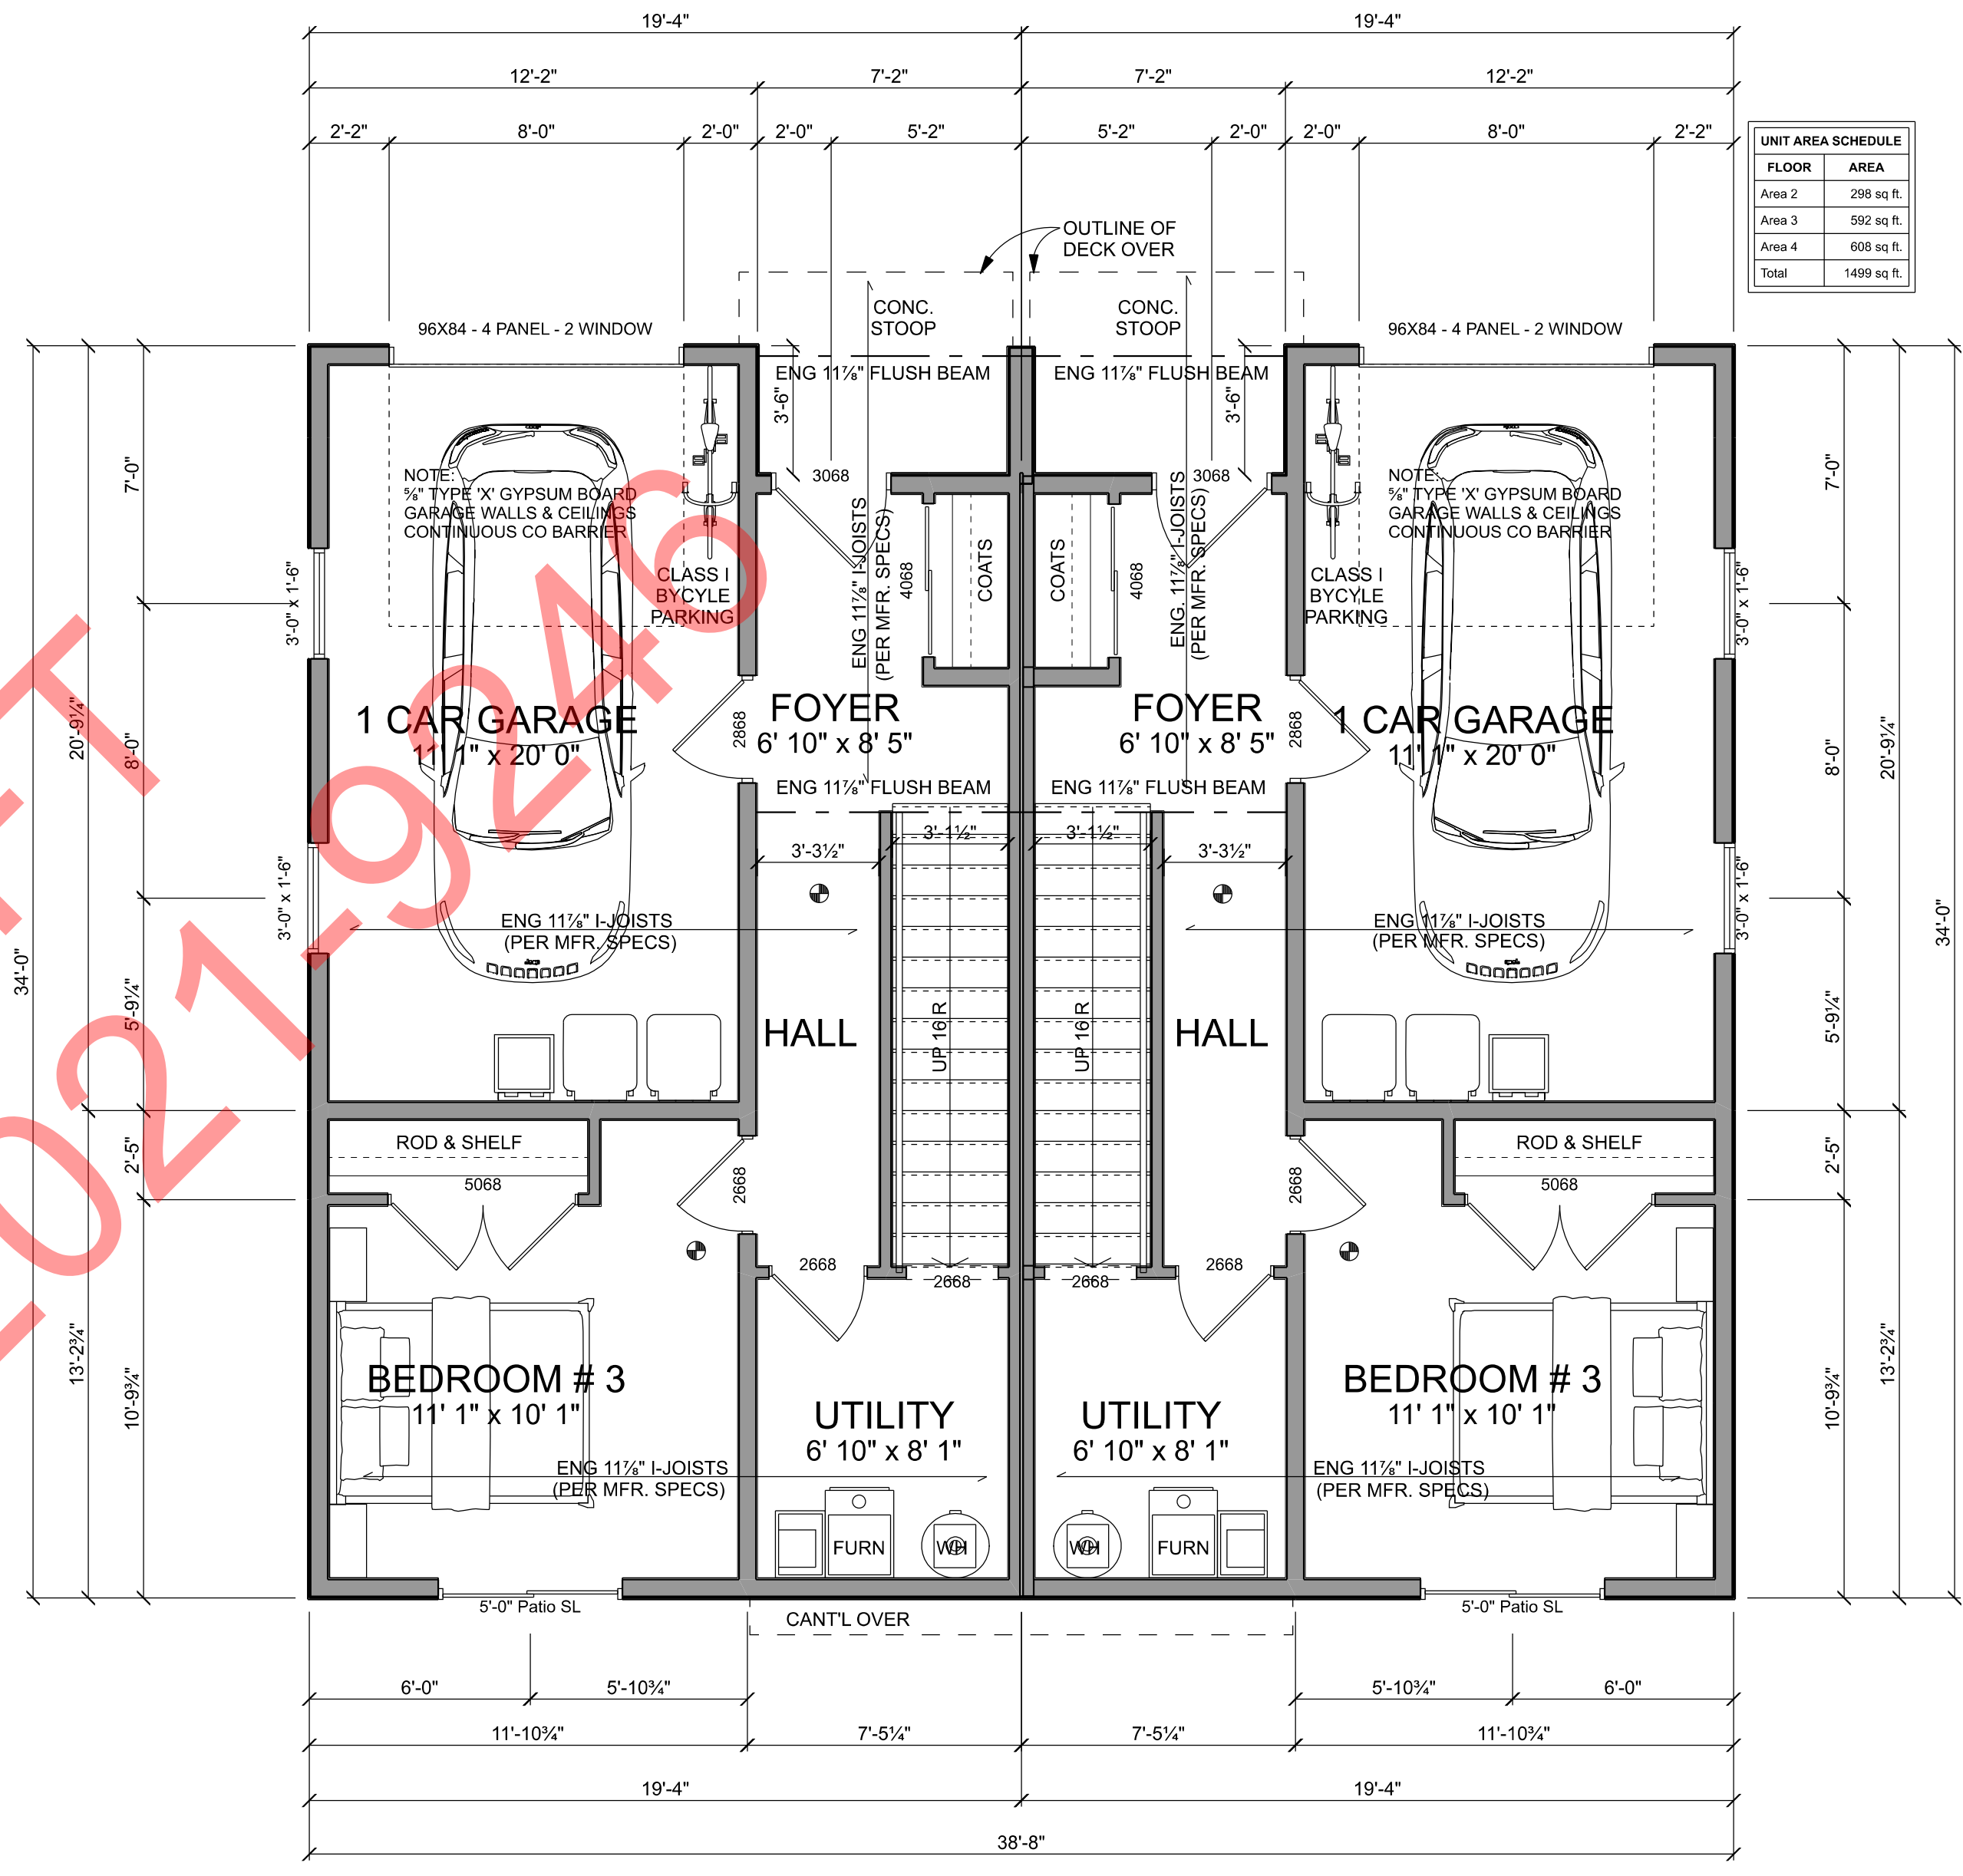 19'-4" 19'-4"
12'-2" 7'-2" 7'-2" 12'-2"
2'-2" 8'-0" 2'-0" 2'-0" 5'-2" 5'-2" 2'-0" 2'-0" 8'-0" 2'-2"
UNIT AREA SCHEDULE
FLOOR AREA
Area 2 298 sq ft.
Area 3 592 sq ft.
Area 4 608 sq ft.
Total 1499 sq ft.
OUTLINE OF
DECK OVER
CONC.
STOOP
CONC.
STOOP
96X84 - 4 PANEL - 2 WINDOW
96X84 - 4 PANEL - 2 WINDOW
ENG 11⅞" FLUSH BEAM
ENG 11⅞" FLUSH BEAM
3'-6"
3'-6"
3068
3068
NOTE:
⅝" TYPE 'X' GYPSUM BOARD
GARAGE WALLS & CEILINGS
CONTINUOUS CO BARRIER
NOTE:
⅝" TYPE 'X' GYPSUM BOARD
GARAGE WALLS & CEILINGS
CONTINUOUS CO BARRIER
7'-0"
7'-0"
3'-0" x 1'-6"
3'-0" x 1'-6"
CLASS I
BYCYLE
PARKING
CLASS I
BYCYLE
PARKING
ENG 11⅞" I-JOISTS
(PER MFR. SPECS)
ENG. 11⅞" I-JOISTS
(PER MFR. SPECS)
4068
COATS
COATS
4068
1 CAR GARAGE
11' 1" x 20' 0"
2868
FOYER
6' 10" x 8' 5"
FOYER
6' 10" x 8' 5"
2868
1 CAR GARAGE
11' 1" x 20' 0"
20'-9¼"
8'-0"
8'-0"
20'-9¼"
ENG 11⅞" FLUSH BEAM
ENG 11⅞" FLUSH BEAM
3'-1½"
3'-1½"
3'-3½"
3'-3½"
3'-0" x 1'-6"
3'-0" x 1'-6"
ENG 11⅞" I-JOISTS
(PER MFR. SPECS)
ENG 11⅞" I-JOISTS
(PER MFR. SPECS)
34'-0"
34'-0"
5'-9¼"
5'-9¼"
HALL
UP 16 R
UP 16 R
HALL
2'-5"
ROD & SHELF
5068
2668
2668
ROD & SHELF
5068
2'-5"
2668
2668
2668
2668
13'-2¾"
10'-9¾"
10'-9¾"
13'-2¾"
BEDROOM # 3
11' 1" x 10' 1"
UTILITY
6' 10" x 8' 1"
UTILITY
6' 10" x 8' 1"
BEDROOM # 3
11' 1" x 10' 1"
ENG 11⅞" I-JOISTS
(PER MFR. SPECS)
ENG 11⅞" I-JOISTS
(PER MFR. SPECS)
FURN
WH
WH
FURN
5'-0" Patio SL
5'-0" Patio SL
CANT'L OVER
6'-0" 5'-10¾" 5'-10¾" 6'-0"
11'-10¾" 7'-5¼" 7'-5¼" 11'-10¾"
19'-4" 19'-4"
38'-8"
021-9246